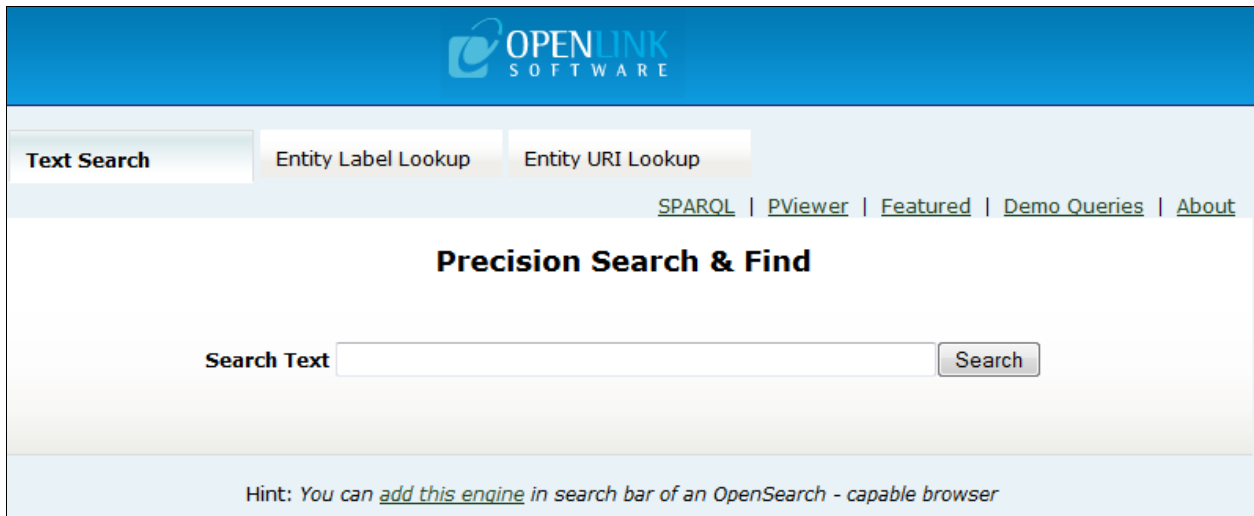 OPENLINK
SOFTWARE
Text Search Entity Label Lookup Entity URI Lookup
SPARQL | PViewer | Featured | Demo Queries | About
Precision Search & Find
Search Text Search
Hint: You can add this engine in search bar of an OpenSearch - capable browser